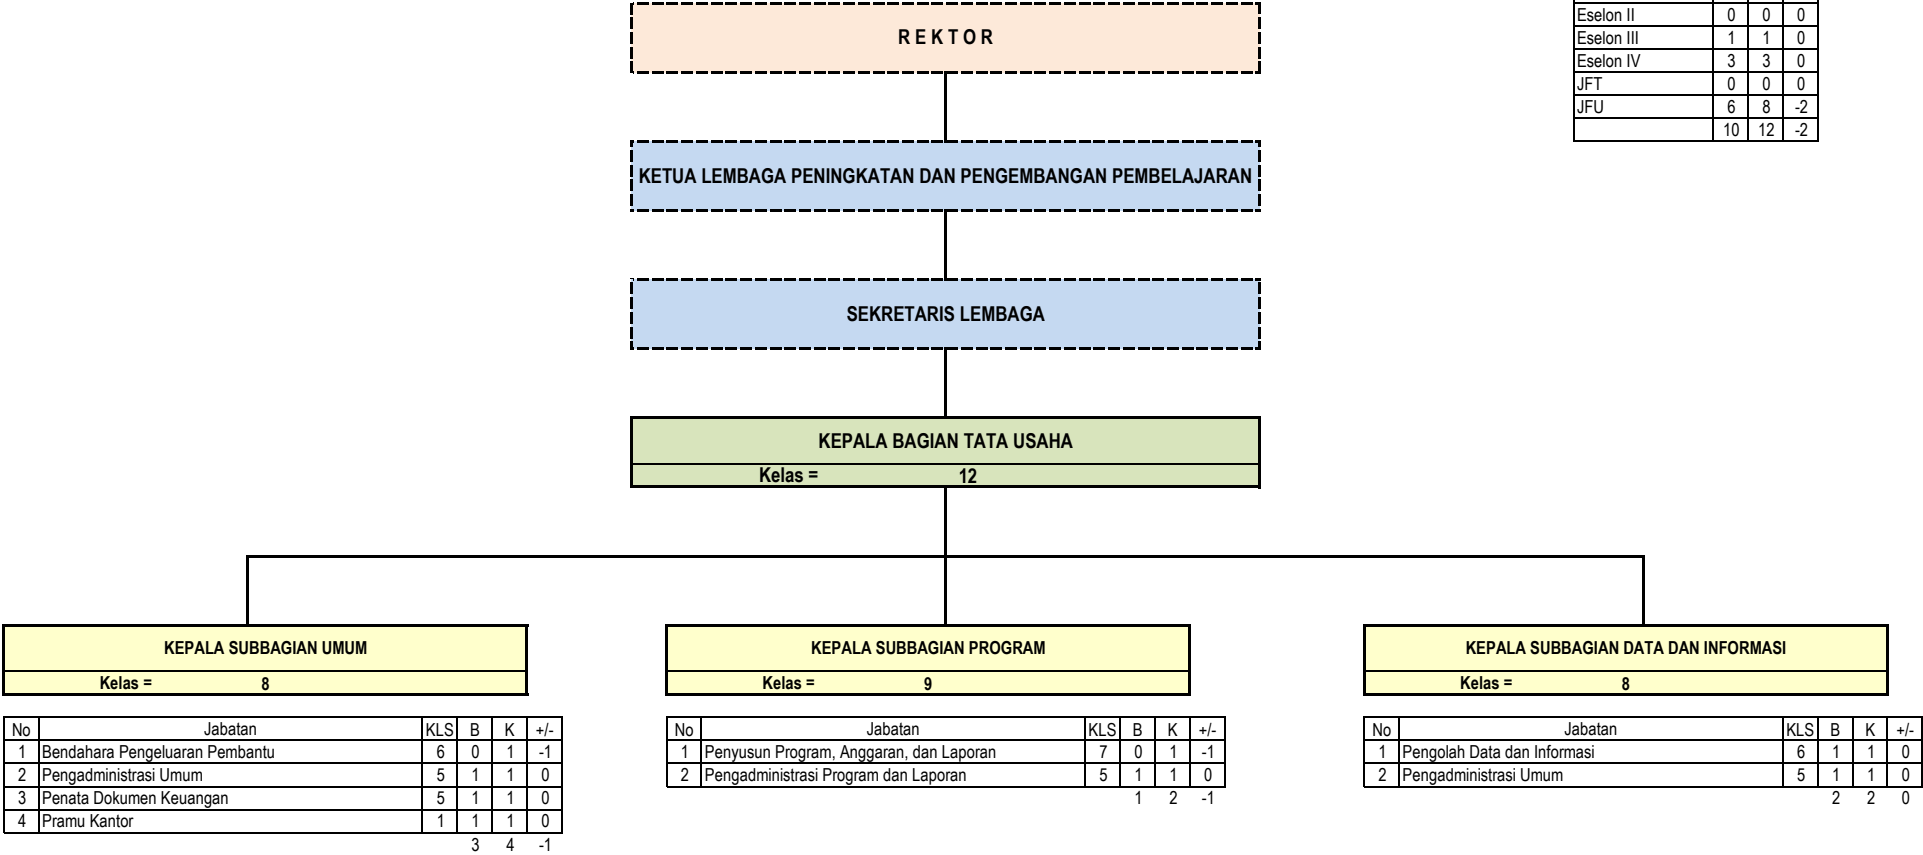 R E K T O R
Eselon II 0 0 0
Eselon III 1 1 0
Eselon IV 3 3 0
JFT 0 0 0
JFU 6 8 -2
10 12 -2
KETUA LEMBAGA PENINGKATAN DAN PENGEMBANGAN PEMBELAJARAN
SEKRETARIS LEMBAGA
KEPALA BAGIAN TATA USAHA
Kelas = 12
KEPALA SUBBAGIAN UMUM
Kelas = 8
No Jabatan KLS B K +/-
1 Bendahara Pengeluaran Pembantu 6 0 1 -1
2 Pengadministrasi Umum 5 1 1 0
3 Penata Dokumen Keuangan 5 1 1 0
4 Pramu Kantor 1 1 1 0
3 4 -1
KEPALA SUBBAGIAN PROGRAM
Kelas = 9
No Jabatan KLS B K +/-
1 Penyusun Program, Anggaran, dan Laporan 7 0 1 -1
2 Pengadministrasi Program dan Laporan 5 1 1 0
1 2 -1
KEPALA SUBBAGIAN DATA DAN INFORMASI
Kelas = 8
No Jabatan KLS B K +/-
1 Pengolah Data dan Informasi 6 1 1 0
2 Pengadministrasi Umum 5 1 1 0
2 2 0